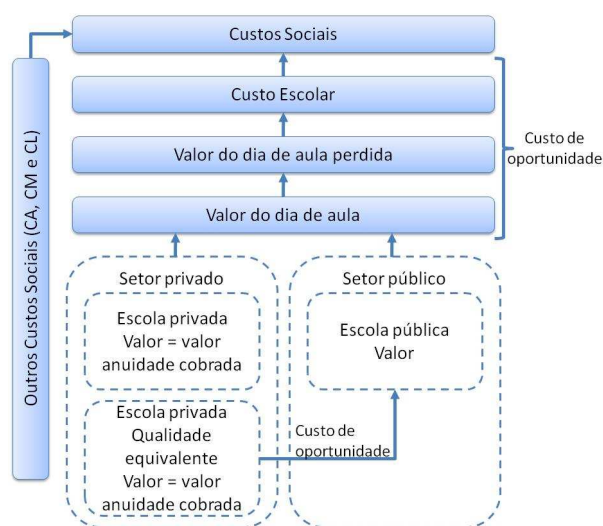 Custos Sociais
Custo Escolar
Valor do dia de aula perdida
Valor do dia de aula
Custo de
oportunidade
Outros Custos Sociais (CA, CM e CL)
Setor privado
Escola privada
Valor = valor
anuidade cobrada
Escola privada
Qualidade
equivalente
Valor = valor
anuidade cobrada
Custo de
oportunidade
Setor público
Escola pública
Valor